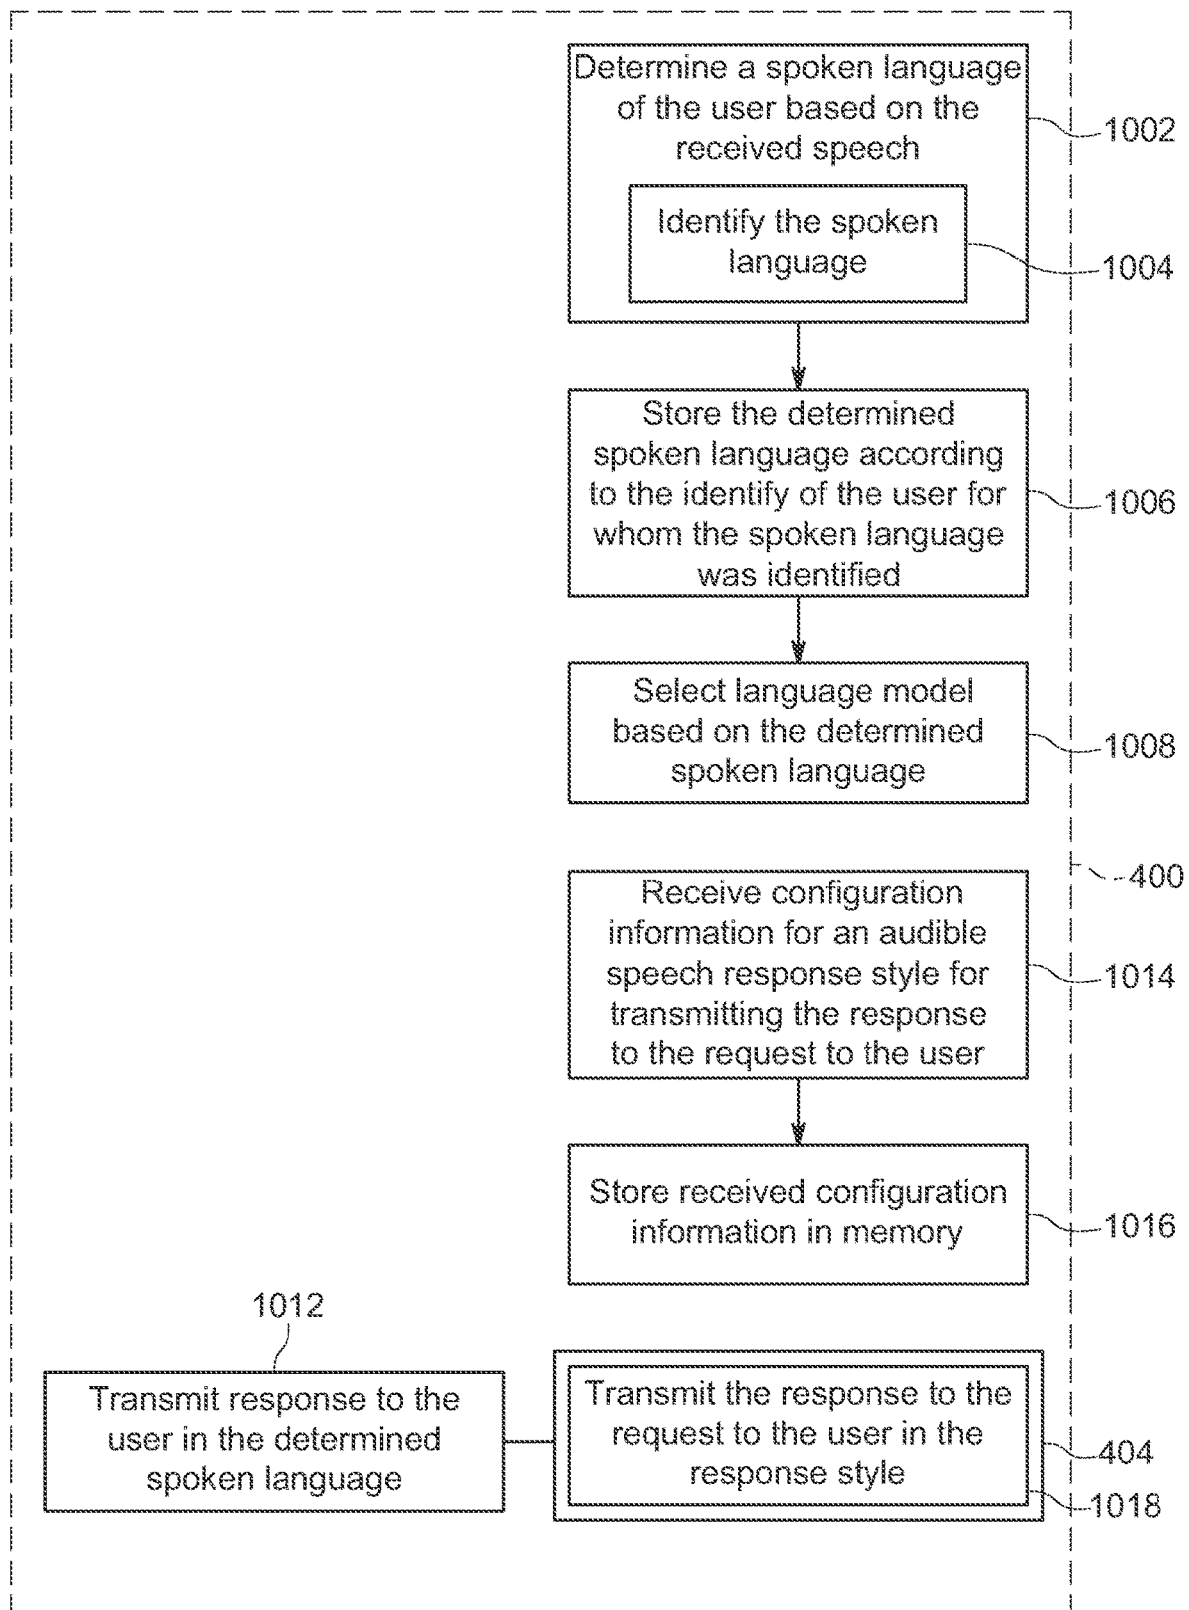 Determine a spoken language
of the user based on the
received speech
1002
Identify the spoken
language
1004
Store the determined
spoken language according
to the identify of the user for
whom the spoken language
was identified
1006
Select language model
based on the determined
spoken language
1008
400
Receive configuration
information for an audible
speech response style for
transmitting the response
to the request to the user
1014
Store received configuration
information in memory
1016
1012
Transmit response to the
user in the determined
spoken language
Transmit the response to the
request to the user in the
response style
404
1018